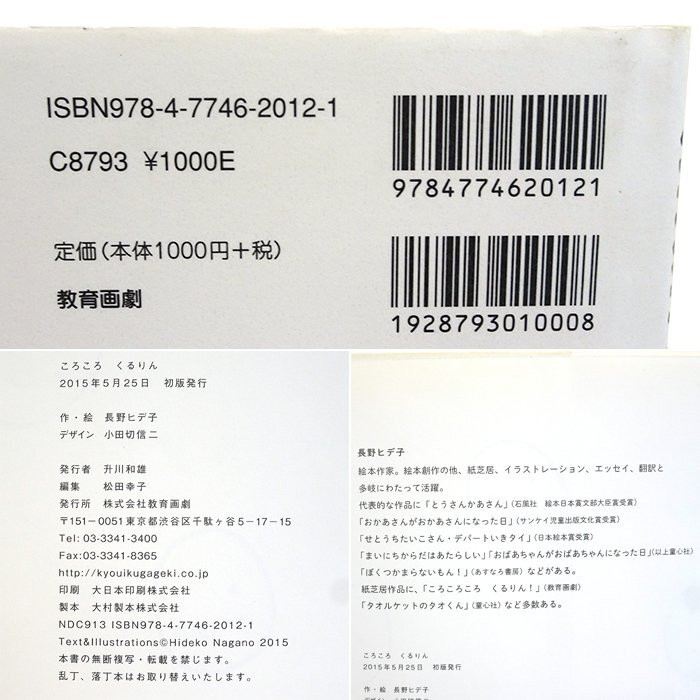 ISBN978-4-7746-2012-1
C8793 ¥1000E
9784774620121
定価(本体1000円+税)
教育画劇
1928793010008
ころころ くるりん
2015年5月25日 初版発行
作・絵 長野ヒデ子
デザイン 小田切信二
発行者 升川和雄
編集 松田幸子
発行所 株式会社教育画劇
〒151-0051東京都渋谷区千駄ヶ谷5-17-15
Tel:03-3341-3400
Fax:03-3341-8365
http://kyouikugageki.co.jp
印刷 大日本印刷株式会社
製本 大村製本株式会社
NDC913 ISBN978-4-7746-2012-1
Text&Illustrations©Hideko Nagano 2015
本書の無断複写・転載を禁じます。
乱丁、落丁本はお取り替えいたします。
長野ヒデ子
絵本作家。絵本創作の他、紙芝居、イラストレーション、エッセイ、翻訳と
多岐にわたって活躍。
代表的な作品に「とうさんかあさん」(石風社 絵本日本賞文部大臣賞受賞)
「おかあさんがおかあさんになった日」(サンケイ児童出版文化賞受賞)
「せとうちたいこさん・デパートいきタイ」(日本絵本賞受賞)
「まいにちからだはあたらしい」「おばあちゃんがおばあちゃんになった日」(以上童心社)
「ぼくつかまらないもん!」(あすなろ書房)などがある。
紙芝居作品に、「ころころころ くるりん!」(教育画劇)
「タオルケットのタオくん」(童心社)など多数ある。
ころころ くるりん
2015年5月25日 初版発行
作・絵 長野ヒデ子